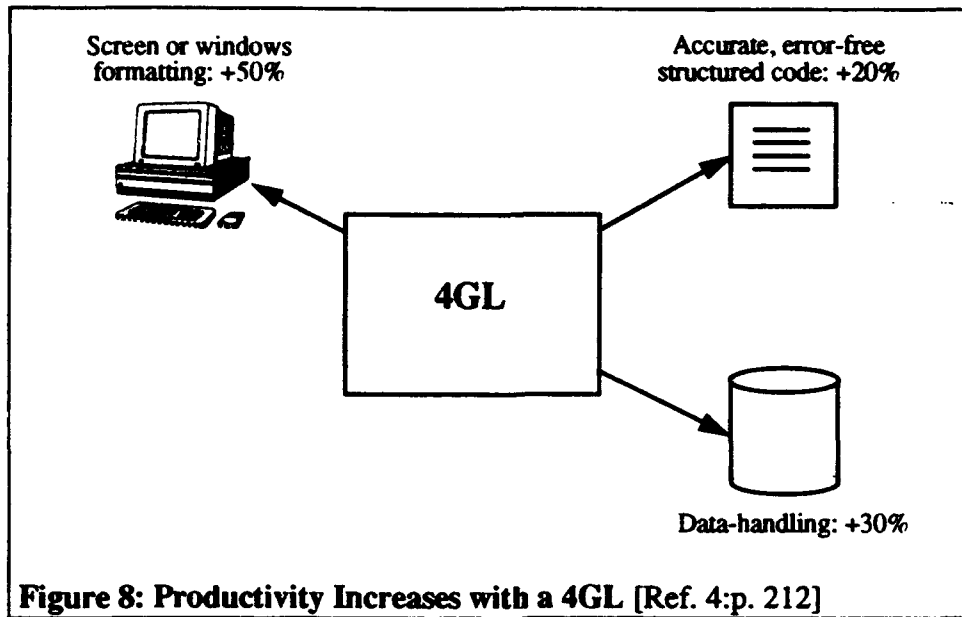 Screen or windows
formatting: +50%
Accurate, error-free
structured code: +20%
4GL
Data-handling: +30%
Figure 8: Productivity Increases with a 4GL [Ref. 4:p. 212]